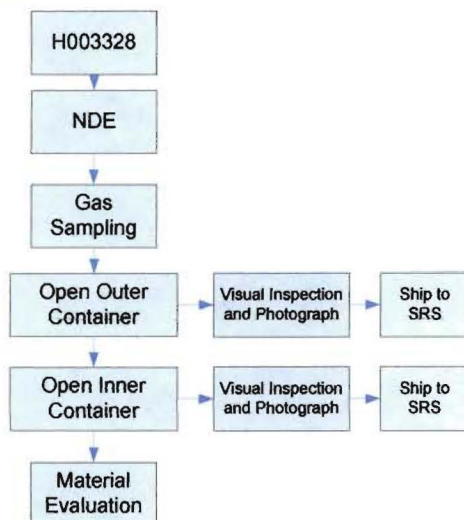 H003328
NDE
Gas
Sampling
Open Outer
Container
Visual Inspection
and Photograph
Ship to
SRS
Open Inner
Container
Visual Inspection
and Photograph
Ship to
SRS
Material
Evaluation